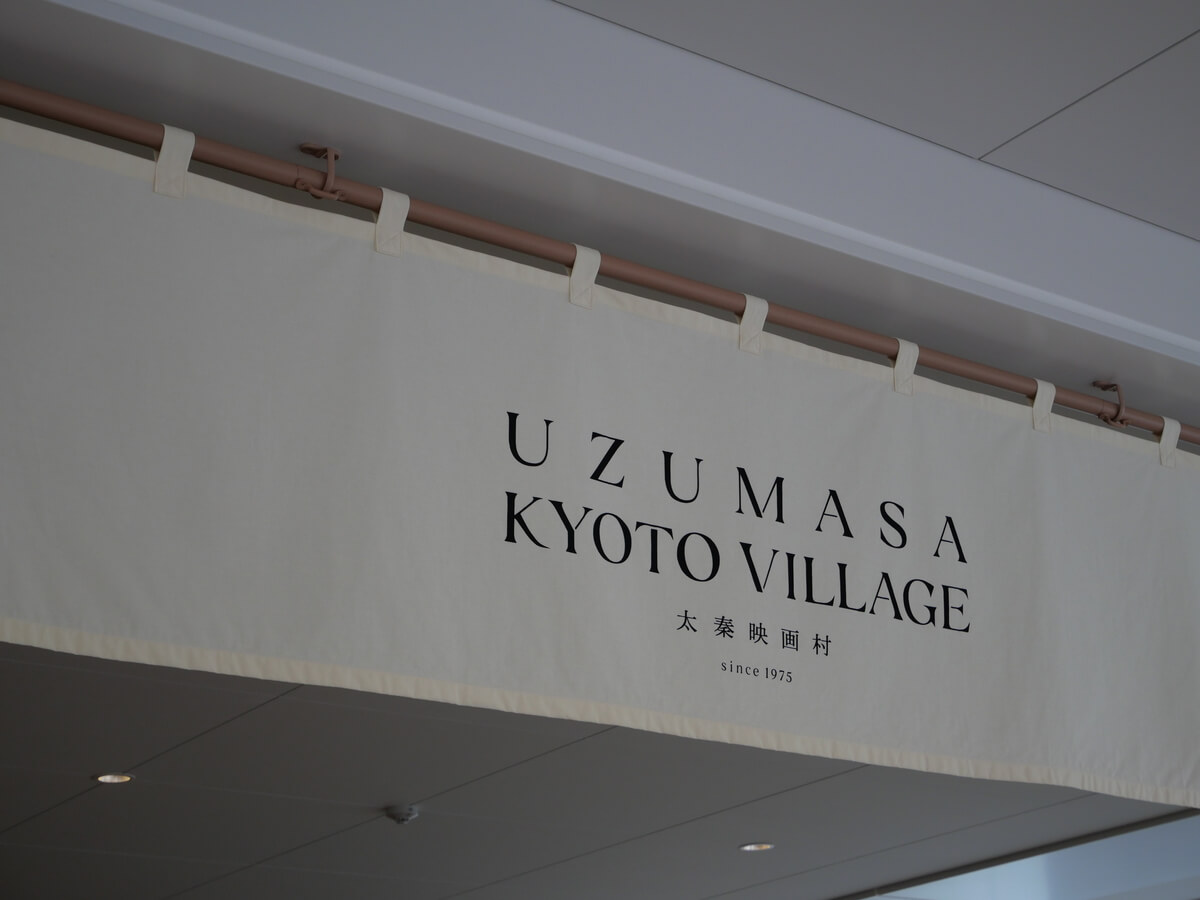 UZUMASA
KYOTO VILLAGE
太秦映画村
since 1975